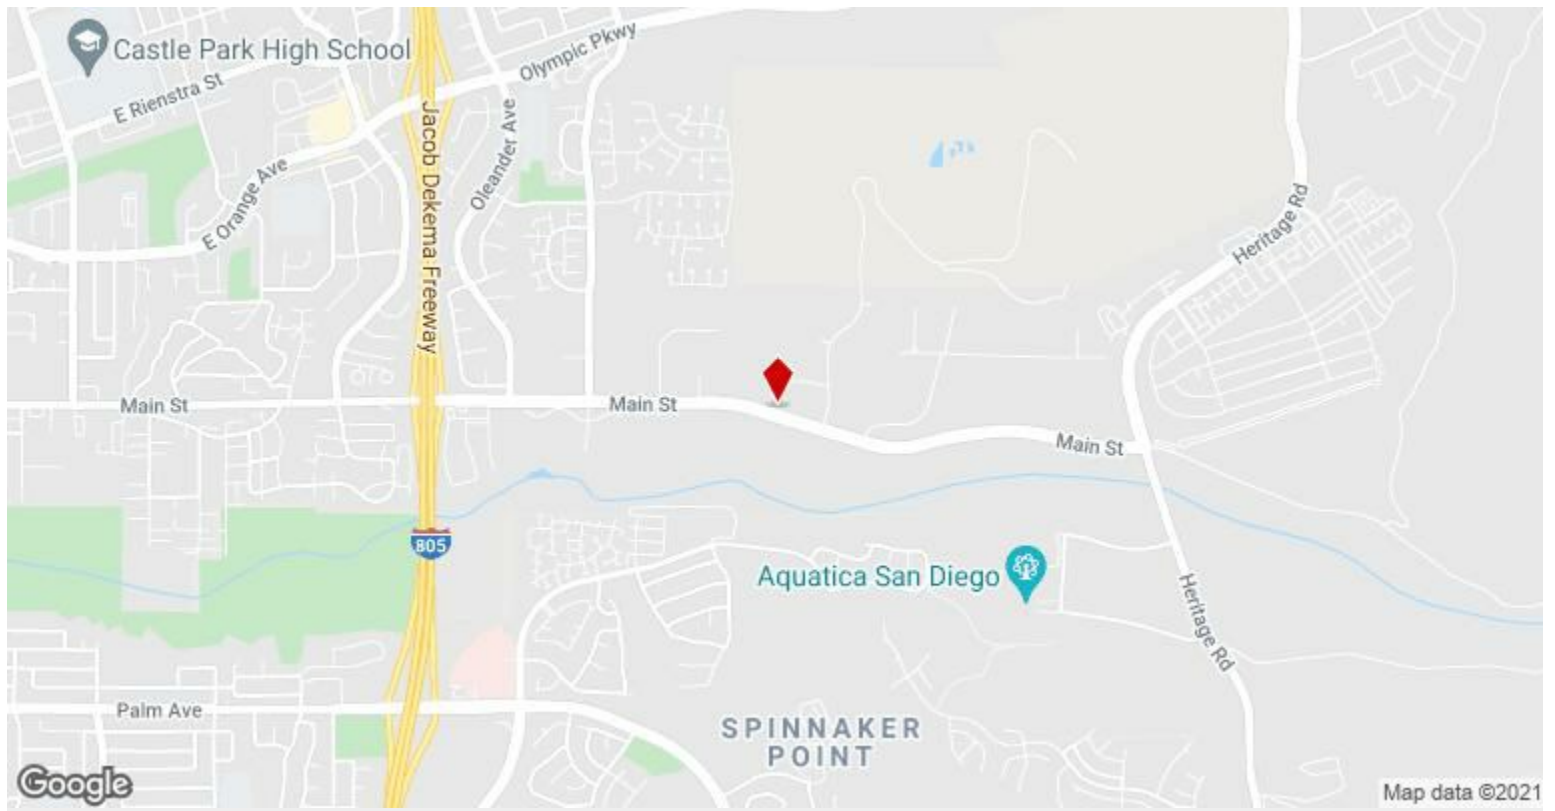 Castle Park High School
E Rienstra St
Olympic Pkwy
Jacob Dekema Freeway
Oleander Ave
E Orange Ave
Heritage Rd
Main St
Main St
Main St
805
Aquatica San Diego
Heritage Rd
Palm Ave
SPINNAKER
POINT
Google
Map data ©2021